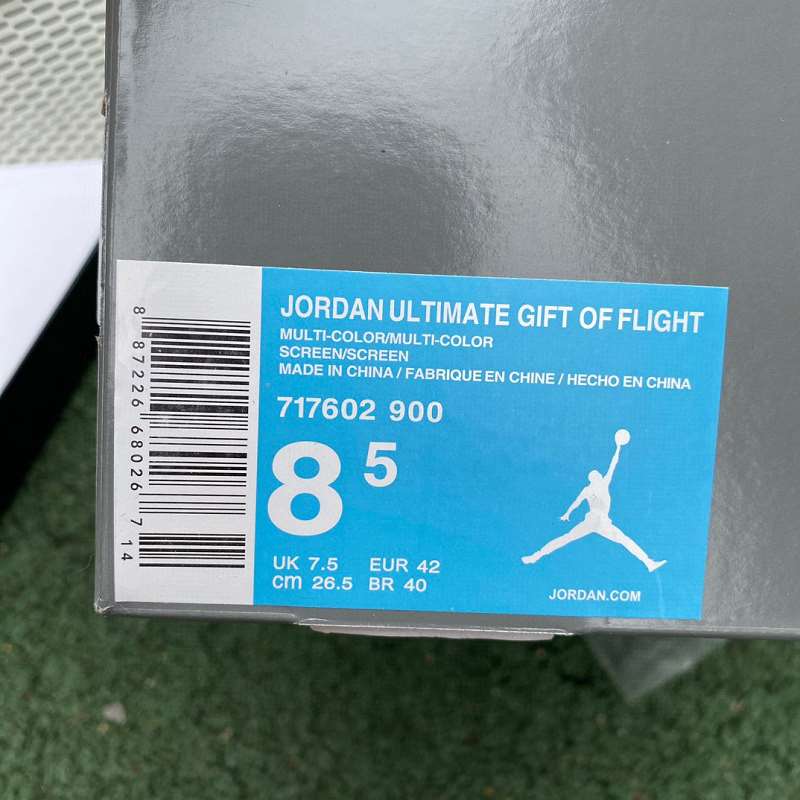 JORDAN ULTIMATE GIFT OF FLIGHT
MULTI-COLOR/MULTI-COLOR
SCREEN/SCREEN
MADE IN CHINA / FABRIQUE EN CHINE / HECHO EN CHINA
717602 900
8 5
UK 7.5 EUR 42
cm 26.5 BR 40
JORDAN.COM
8 87226 68026 7 14